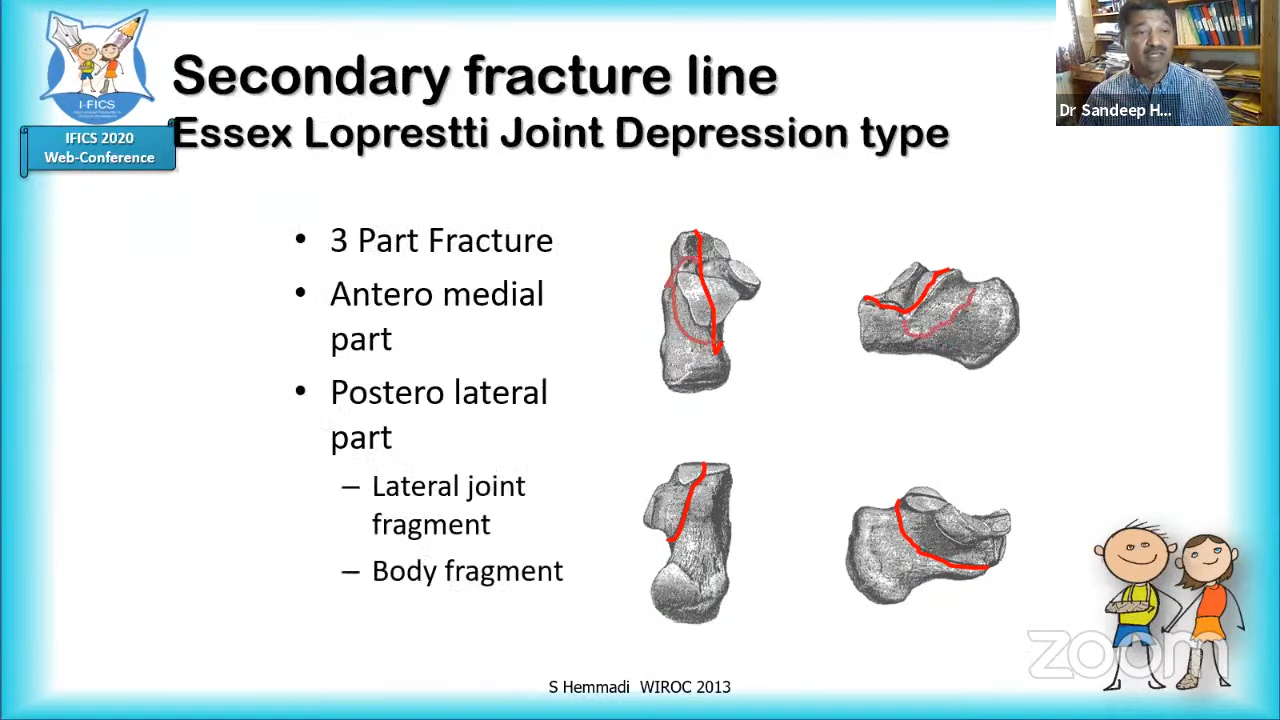 I-FICS
IFICS 2020
Web-Conference
Secondary fracture line
Essex Loprestti Joint Depression type
Dr Sandeep H...
• 3 Part Fracture
• Antero medial
part
• Postero lateral
part
– Lateral joint
fragment
– Body fragment
S Hemmadi WIROC 2013
zoom